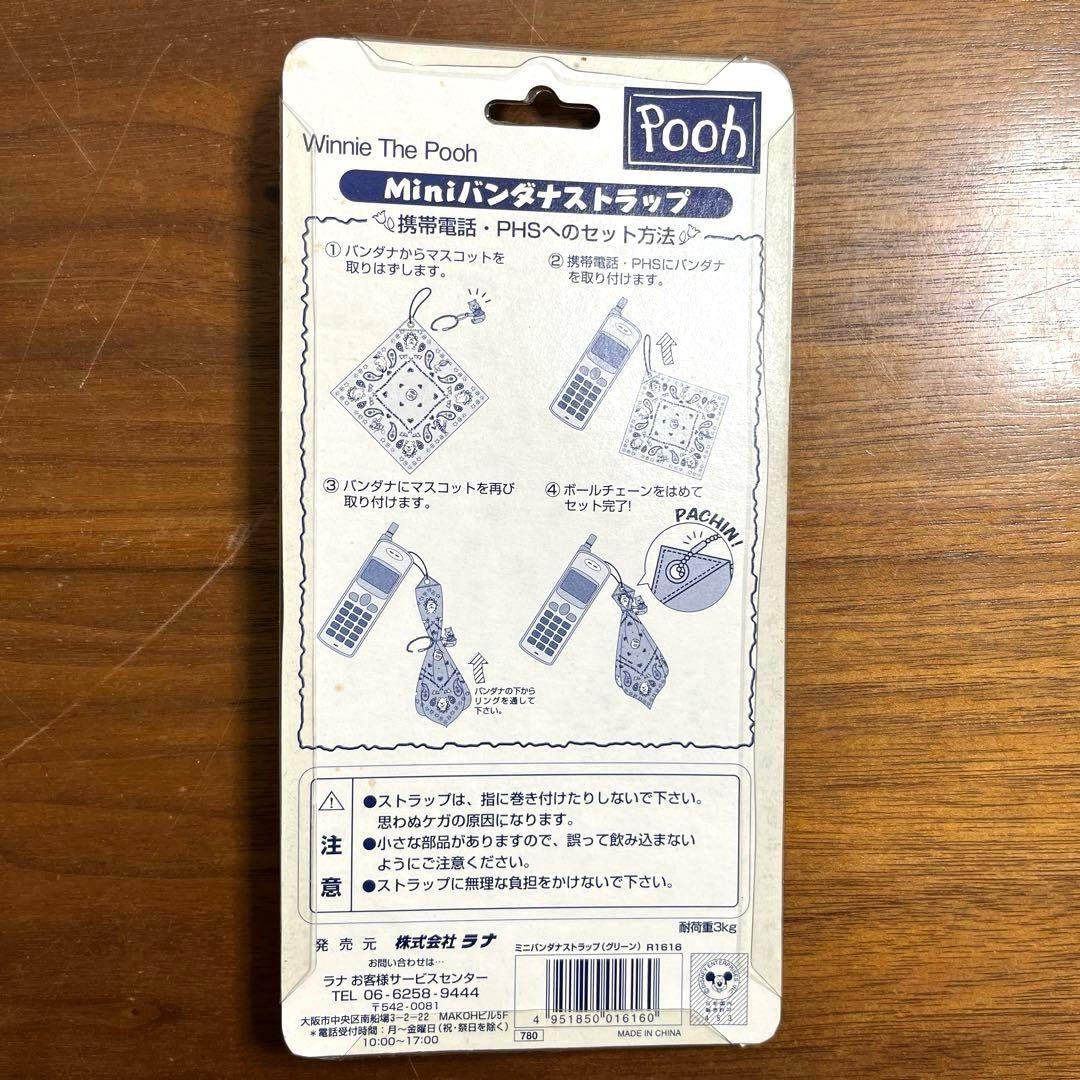 Winnie The Pooh
Pooh
Miniバンダナストラップ
携帯電話・PHSへのセット方法
① バンダナからマスコットを
取りはずします。
② 携帯電話・PHSにバンダナ
を取り付けます。
③ バンダナにマスコットを再び
取り付けます。
④ ボールチェーンをはめて
セット完了!
PACHIN!
バンダナの下から
リングを通して
下さい。
注意
●ストラップは、指に巻き付けたりしないで下さい。
思わぬケガの原因になります。
●小さな部品がありますので、誤って飲み込まない
ようにご注意ください。
●ストラップに無理な負担をかけないで下さい。
耐荷重3kg
発売元 株式会社 ラナ
お問い合わせは…
ラナ お客様サービスセンター
TEL 06-6258-9444
〒542-0081
大阪市中央区南船場3-2-22 MAKOHビル5F
*電話受付時間:月~金曜日(祝・祭日を除く)
10:00~17:00
ミニバンダナストラップ(グリーン) R1616
4 951850 016160
780
MADE IN CHINA